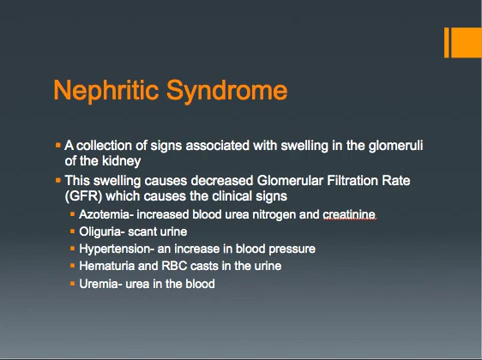 Nephritic Syndrome
A collection of signs associated with swelling in the glomeruli
of the kidney
This swelling causes decreased Glomerular Filtration Rate
(GFR) which causes the clinical signs
Azotemia- increased blood urea nitrogen and creatinine
Oliguria- scant urine
Hypertension- an increase in blood pressure
Hematuria and RBC casts in the urine
Uremia- urea in the blood